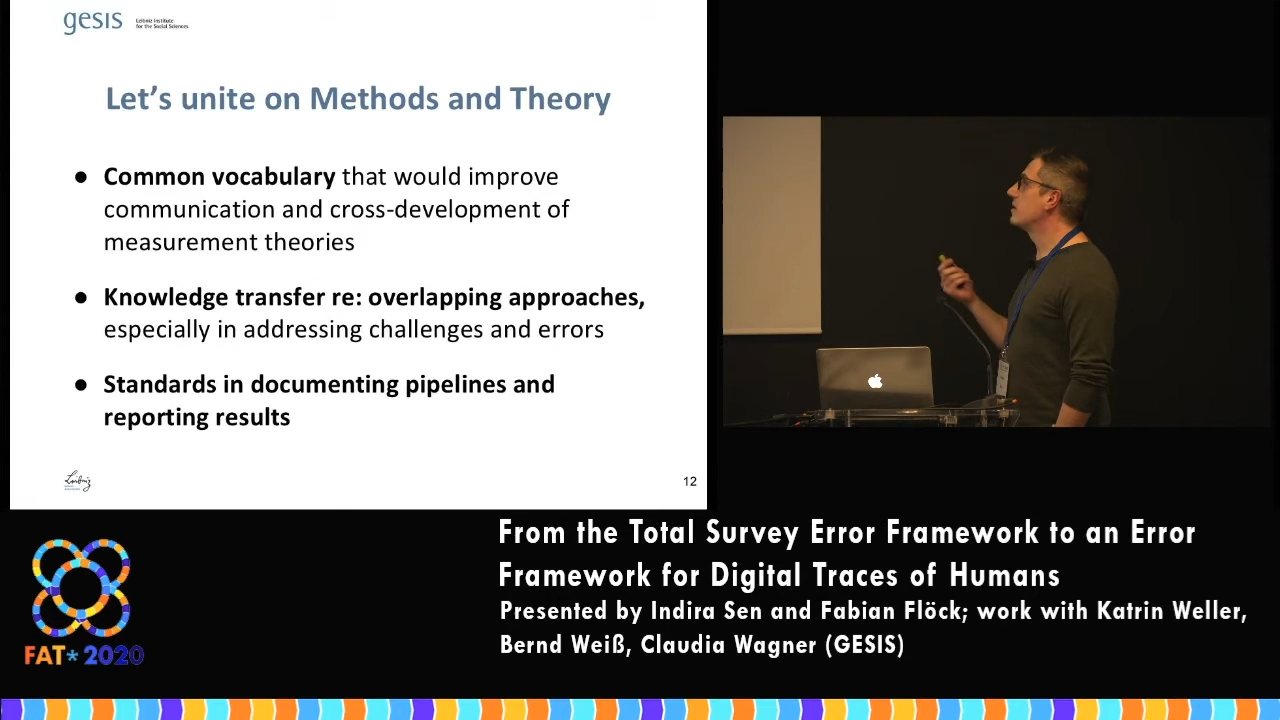 gesis
Leibniz Institute
for the Social Sciences
Let's unite on Methods and Theory
● Common vocabulary that would improve
communication and cross-development of
measurement theories
● Knowledge transfer re: overlapping approaches,
especially in addressing challenges and errors
● Standards in documenting pipelines and
reporting results
Leibniz
12
From the Total Survey Error Framework to an Error
Framework for Digital Traces of Humans
Presented by Indira Sen and Fabian Flöck; work with Katrin Weller,
Bernd Weiß, Claudia Wagner (GESIS)
FAT* 2020